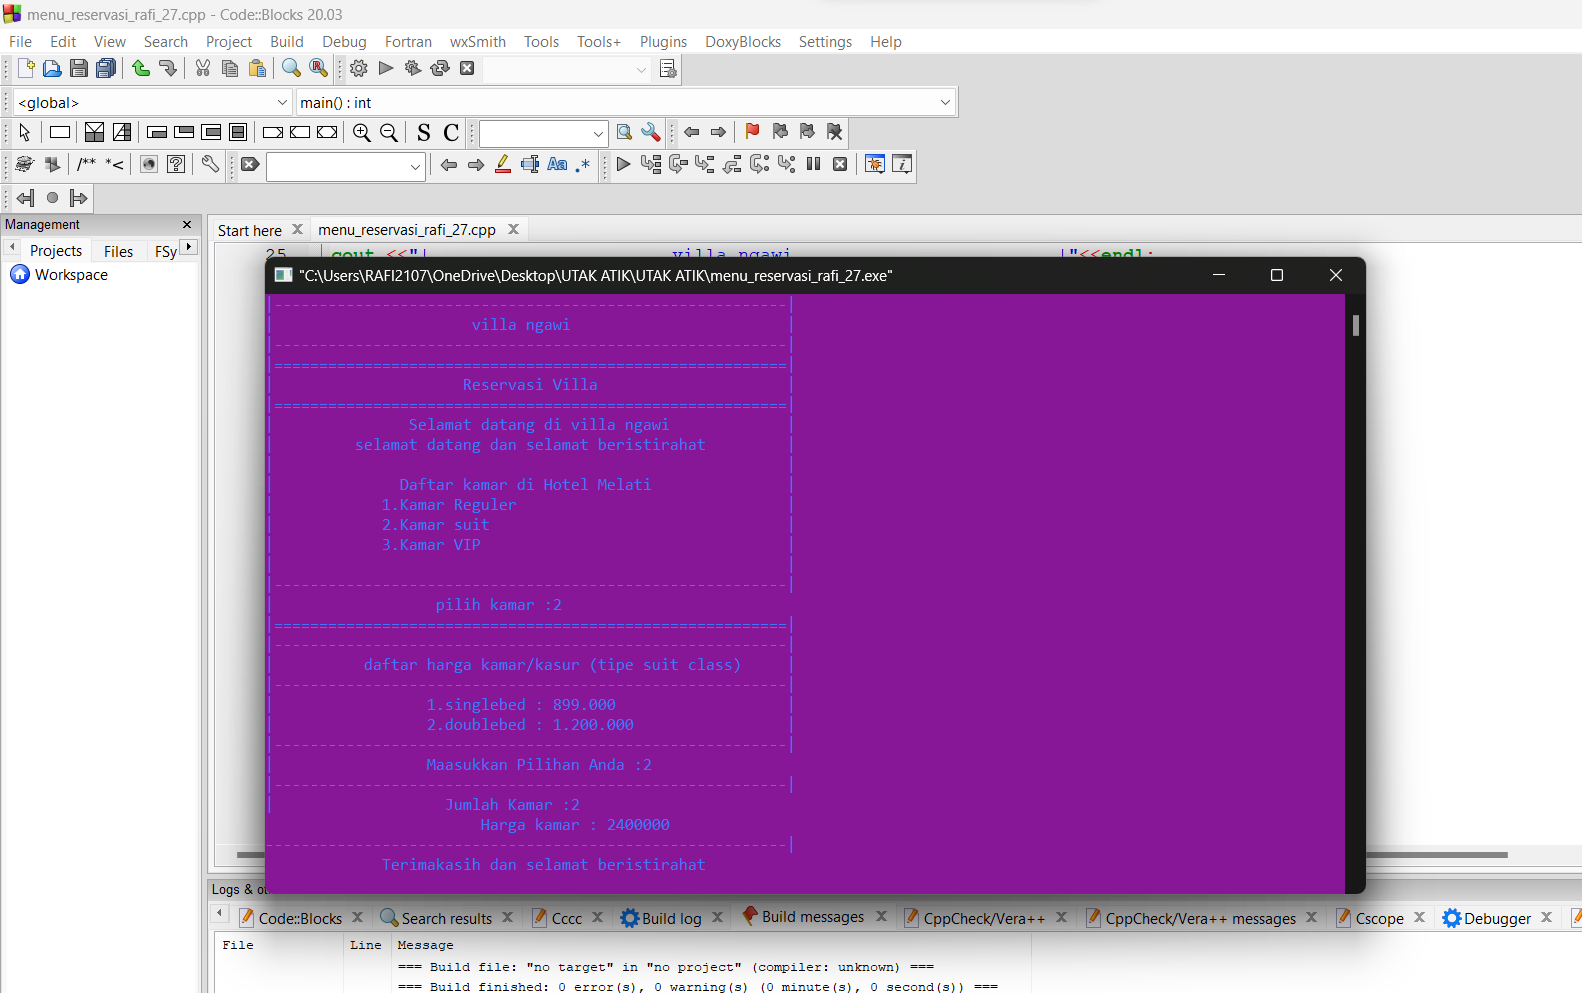 menu_reservasi_rafi_27.cpp - Code::Blocks 20.03
File Edit View Search Project Build Debug Fortran wxSmith Tools Tools+ Plugins DoxyBlocks Settings Help
<global> main() : int
S C
/** *<
Aa .*
Management
Projects Files FSy
Workspace
Start here menu_reservasi_rafi_27.cpp
25 cout <<"| villa ngawi |"<<endl;
"C:\Users\RAFI2107\OneDrive\Desktop\UTAK ATIK\UTAK ATIK\menu_reservasi_rafi_27.exe"
villa ngawi
Reservasi Villa
Selamat datang di villa ngawi
selamat datang dan selamat beristirahat
Daftar kamar di Hotel Melati
1.Kamar Reguler
2.Kamar suit
3.Kamar VIP
pilih kamar :2
daftar harga kamar/kasur (tipe suit class)
1.singlebed : 899.000
2.doublebed : 1.200.000
Maasukkan Pilihan Anda :2
Jumlah Kamar :2
Harga kamar : 2400000
Terimakasih dan selamat beristirahat
Logs & o
Code::Blocks Search results Cccc Build log Build messages CppCheck/Vera++ CppCheck/Vera++ messages Cscope Debugger
File Line Message
=== Build file: "no target" in "no project" (compiler: unknown) ===
=== Build finished: 0 error(s), 0 warning(s) (0 minute(s), 0 second(s)) ===